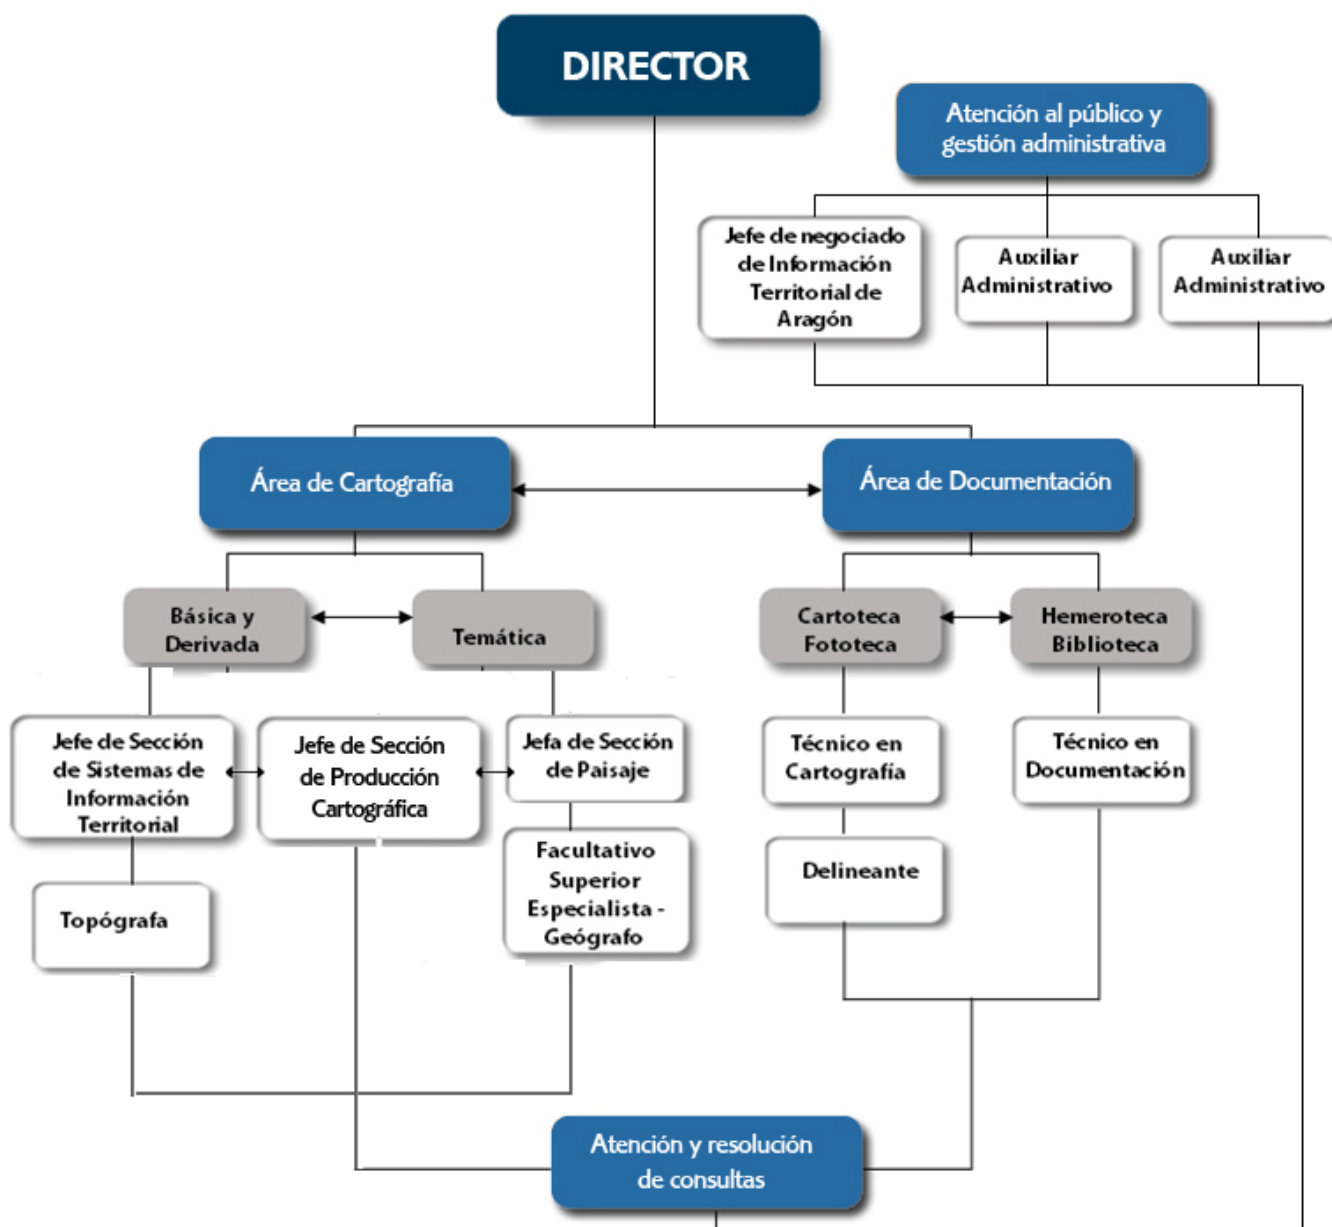 DIRECTOR
Atención al público y
gestión administrativa
Jefe de negociado
de Información
Territorial de
Aragón
Auxiliar
Administrativo
Auxiliar
Administrativo
Área de Cartografía
Área de Documentación
Básica y
Derivada
Temática
Cartoteca
Fototeca
Hemeroteca
Biblioteca
Jefe de Sección
de Sistemas de
Información
Territorial
Jefe de Sección
de Producción
Cartográfica
Jefa de Sección
de Paisaje
Técnico en
Cartografía
Técnico en
Documentación
Topógrafa
Facultativo
Superior
Especialista -
Geógrafo
Delineante
Atención y resolución
de consultas